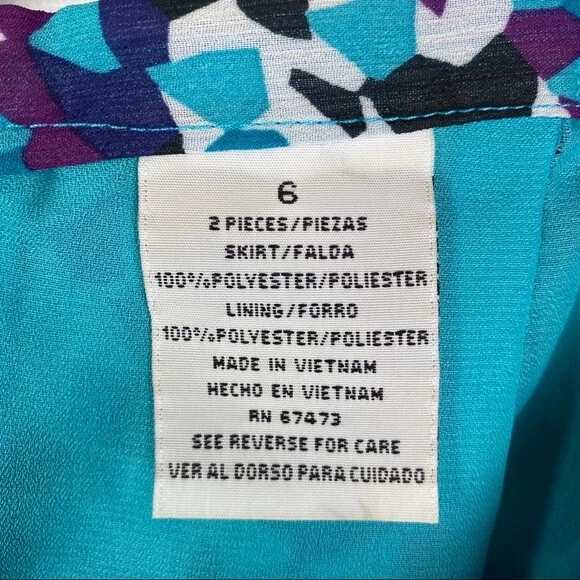 6
2 PIECES/PIEZAS
SKIRT/FALDA
100%POLYESTER/POLIESTER
LINING/FORRO
100%POLYESTER/POLIESTER
MADE IN VIETNAM
HECHO EN VIETNAM
RN 67473
SEE REVERSE FOR CARE
VER AL DORSO PARA CUIDADO